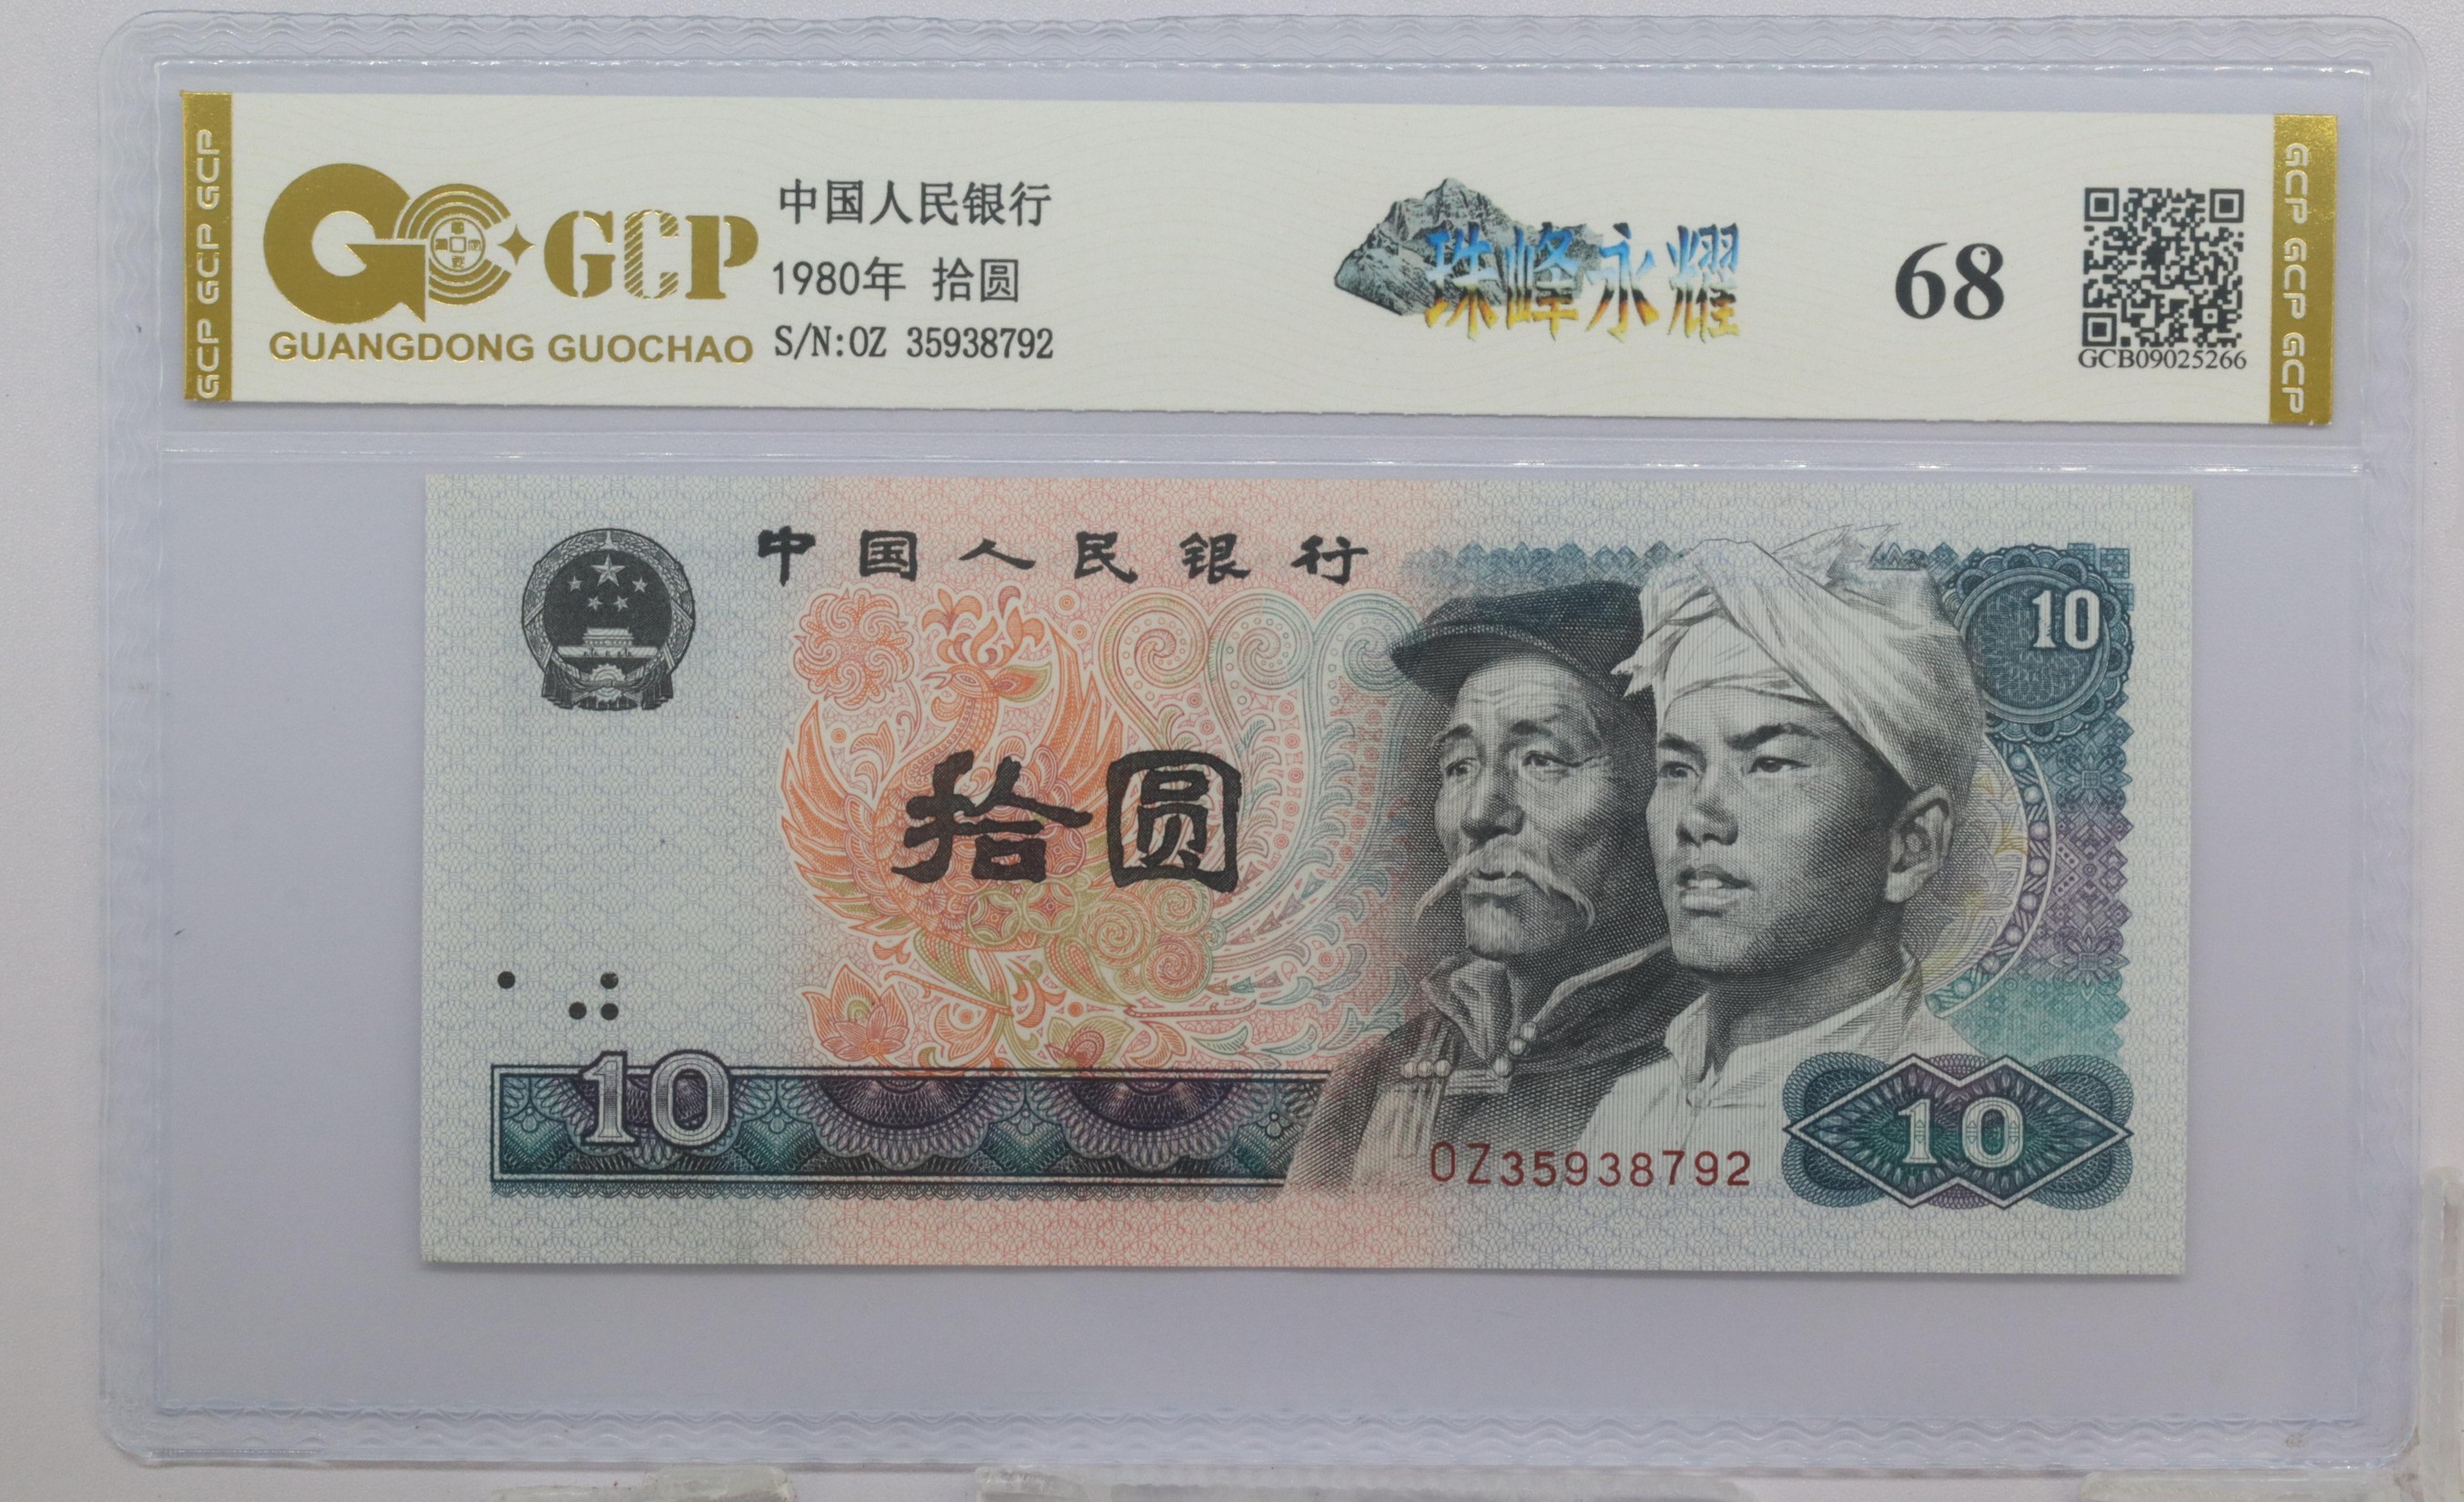 GCP GCP GCP
GCP
GUANGDONG GUOCHAO
中国人民银行
1980年 拾圆
S/N:OZ 35938792
珠峰永耀
68
GCB09025266
GCP GCP GCP
中国人民银行
10
拾圆
10
OZ35938792
10